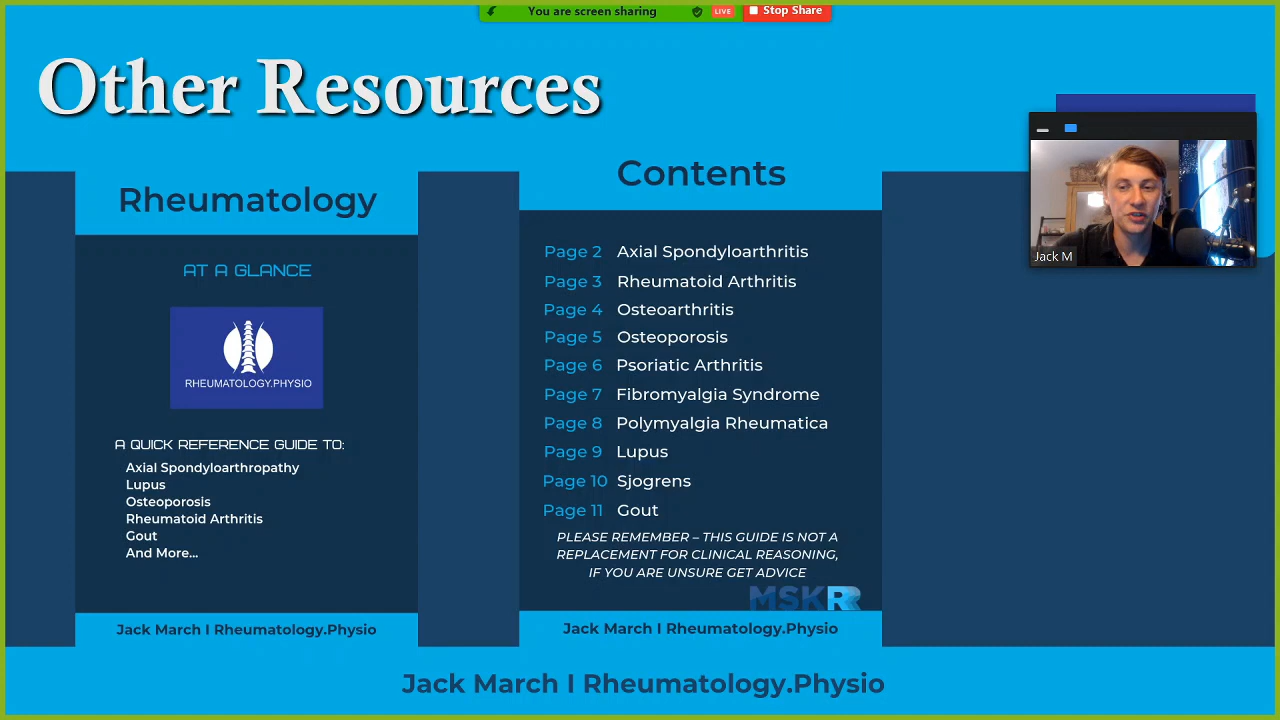 You are screen sharing
LIVE
Stop Share
Other Resources
Jack M
Rheumatology
AT A GLANCE
RHEUMATOLOGY.PHYSIO
A QUICK REFERENCE GUIDE TO:
Axial Spondyloarthropathy
Lupus
Osteoporosis
Rheumatoid Arthritis
Gout
And More...
Jack March I Rheumatology.Physio
Contents
Page 2 Axial Spondyloarthritis
Page 3 Rheumatoid Arthritis
Page 4 Osteoarthritis
Page 5 Osteoporosis
Page 6 Psoriatic Arthritis
Page 7 Fibromyalgia Syndrome
Page 8 Polymyalgia Rheumatica
Page 9 Lupus
Page 10 Sjogrens
Page 11 Gout
PLEASE REMEMBER – THIS GUIDE IS NOT A
REPLACEMENT FOR CLINICAL REASONING,
IF YOU ARE UNSURE GET ADVICE
MSKR
Jack March I Rheumatology.Physio
Jack March I Rheumatology.Physio